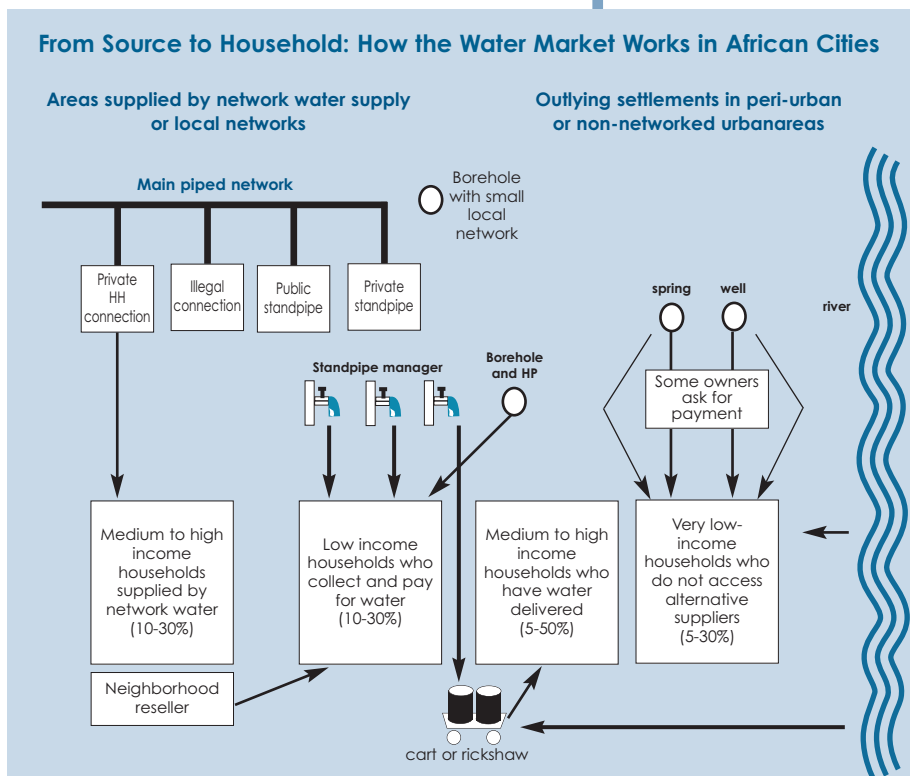 From Source to Household: How the Water Market Works in African Cities
Areas supplied by network water supply
or local networks
Outlying settlements in peri-urban
or non-networked urbanareas
Main piped network
Borehole
with small
local
network
Private
HH
connection
Illegal
connection
Public
standpipe
Private
standpipe
spring
well
river
Standpipe manager
Borehole
and HP
Some owners
ask for
payment
Medium to high
income
households
supplied by
network water
(10-30%)
Low income
households who
collect and pay
for water
(10-30%)
Medium to high
income
households who
have water
delivered
(5-50%)
Very low-
income
households who
do not access
alternative
suppliers
(5-30%)
Neighborhood
reseller
cart or rickshaw